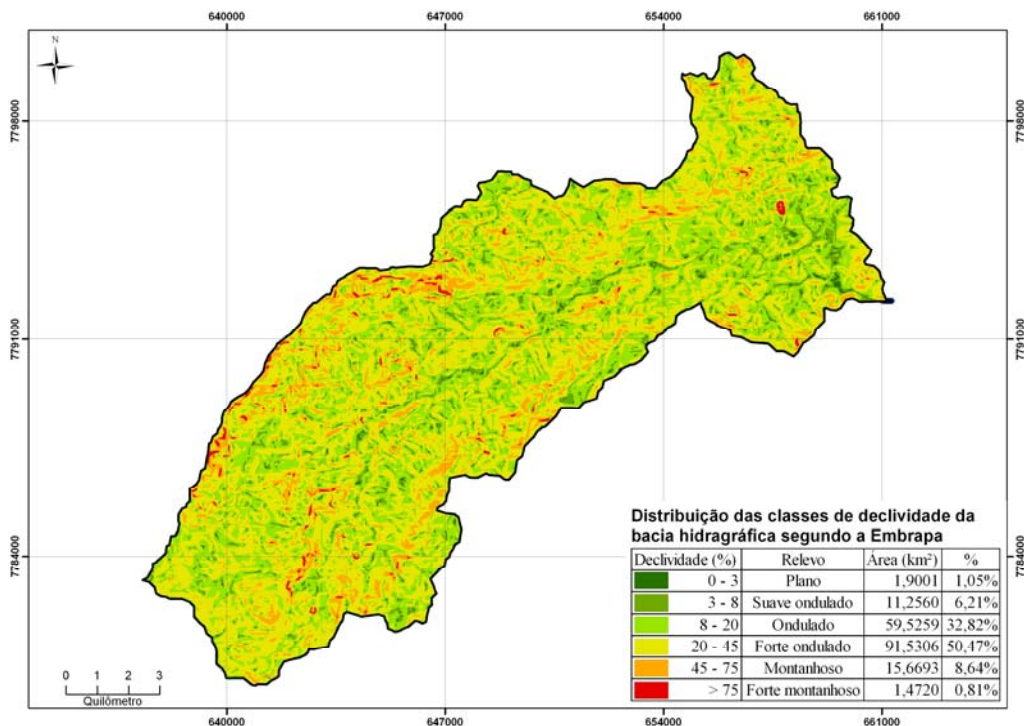 640000 647000 654000 661000
N
7798000 7798000
7791000 7791000
7784000 7784000
Distribuição das classes de declividade da
bacia hidragráfica segundo a Embrapa
Declividade (%) Relevo Área (km²) %
0 - 3 Plano 1,9001 1,05%
3 - 8 Suave ondulado 11,2560 6,21%
8 - 20 Ondulado 59,5259 32,82%
20 - 45 Forte ondulado 91,5306 50,47%
45 - 75 Montanhoso 15,6693 8,64%
> 75 Forte montanhoso 1,4720 0,81%
0 1 2 3
Quilômetro
640000 647000 654000 661000